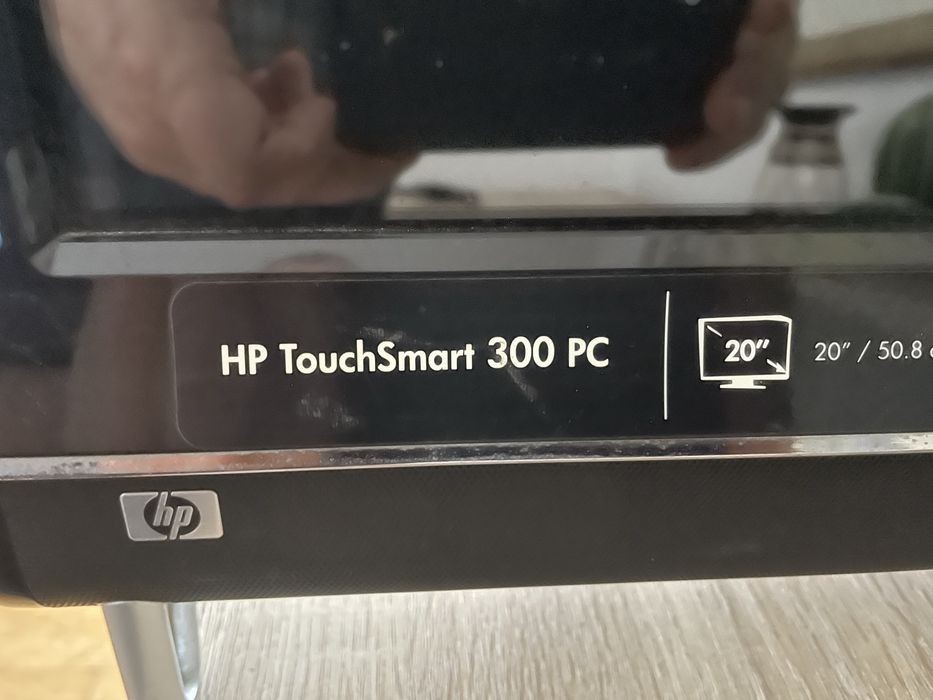 HP TouchSmart 300 PC
20″
20″ / 50.8
hp